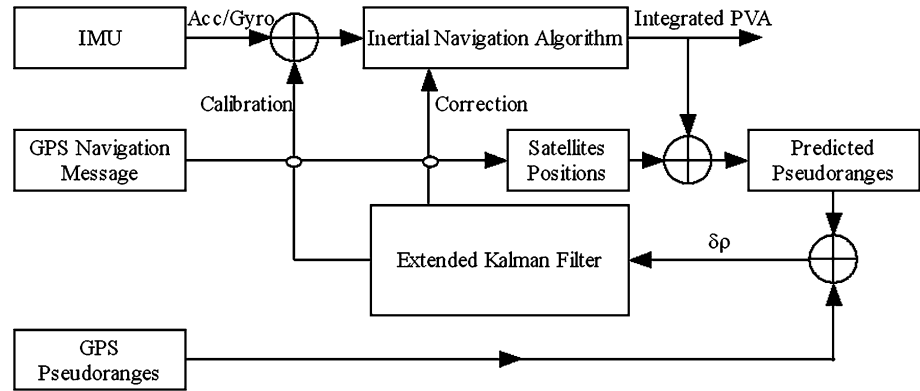 IMU
Acc/Gyro
Inertial Navigation Algorithm
Integrated PVA
Calibration
Correction
GPS Navigation
Message
Satellites
Positions
Predicted
Pseudoranges
Extended Kalman Filter
δρ
GPS
Pseudoranges